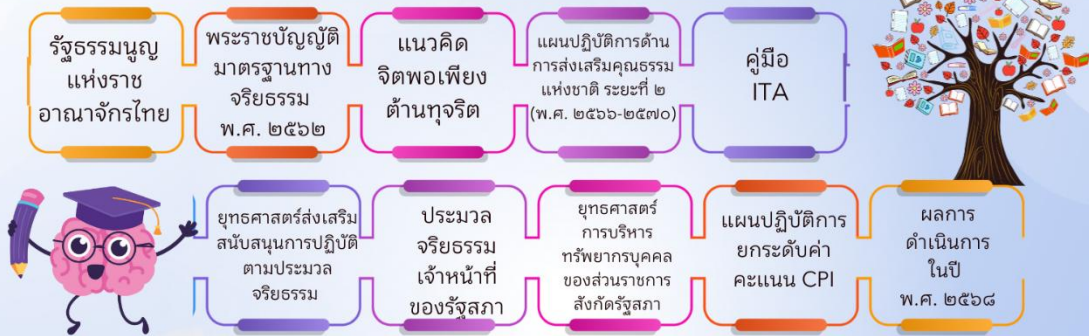 รัฐธรรมนูญ
แห่งราช
อาณาจักรไทย
พระราชบัญญัติ
มาตรฐานทาง
จริยธรรม
พ.ศ. ๒๕๖๒
แนวคิด
จิตพอเพียง
ต้านทุจริต
แผนปฏิบัติการด้าน
การส่งเสริมคุณธรรม
แห่งชาติ ระยะที่ ๒
(พ.ศ. ๒๕๖๖-๒๕๗๐)
คู่มือ
ITA
ยุทธศาสตร์ส่งเสริม
สนับสนุนการปฏิบัติ
ตามประมวล
จริยธรรม
ประมวล
จริยธรรม
เจ้าหน้าที่
ของรัฐสภา
ยุทธศาสตร์
การบริหาร
ทรัพยากรบุคคล
ของส่วนราชการ
สังกัดรัฐสภา
แผนปฏิบัติการ
ยกระดับค่า
คะแนน CPI
ผลการ
ดำเนินการ
ในปี
พ.ศ. ๒๕๖๘